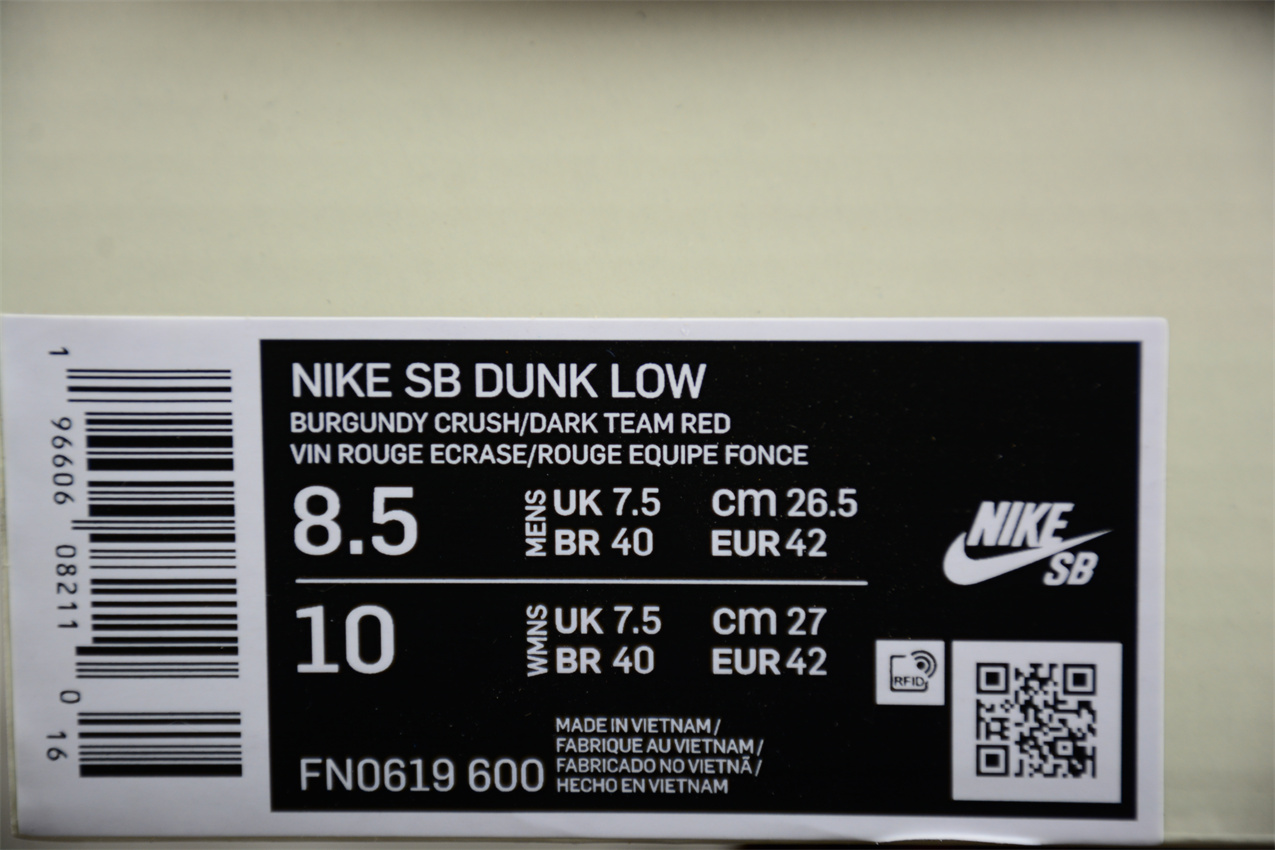 1 96606 08211 0 16
NIKE SB DUNK LOW
BURGUNDY CRUSH/DARK TEAM RED
VIN ROUGE ECRASE/ROUGE EQUIPE FONCE
8.5 MENS UK 7.5 cm 26.5
BR 40 EUR 42
10 WMNS UK 7.5 cm 27
BR 40 EUR 42
NIKE
SB
RFID
MADE IN VIETNAM /
FABRIQUE AU VIETNAM /
FABRICADO NO VIETNÃ /
HECHO EN VIETNAM
FN0619 600